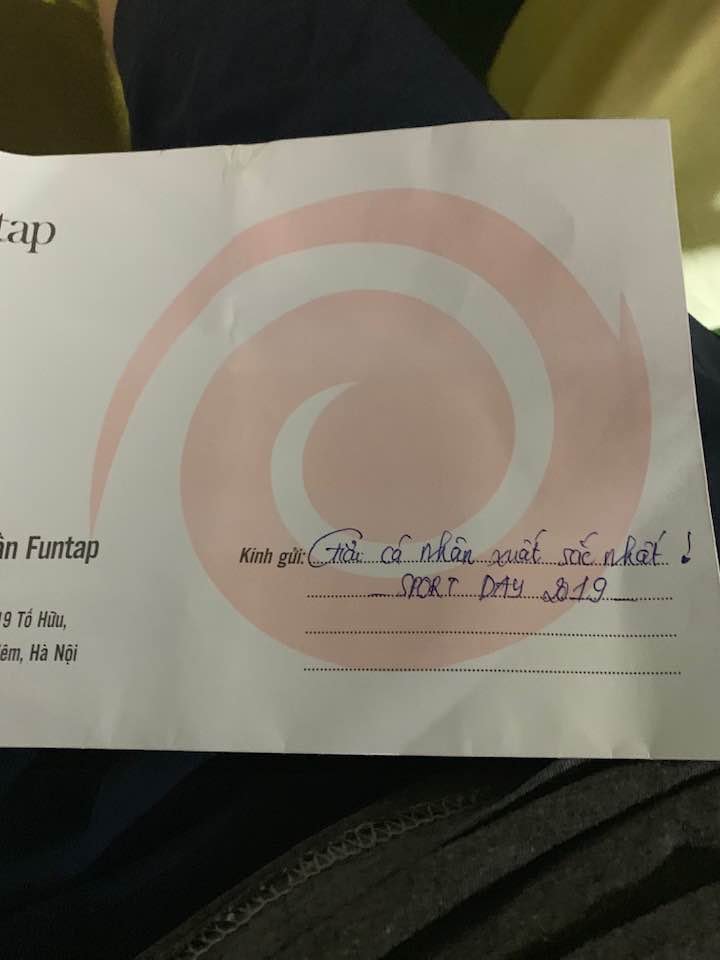 tap
ần Funtap
19 Tố Hữu,
iêm, Hà Nội
Kính gửi: Giải cá nhân xuất sắc nhất !
SPORT DAY 2019